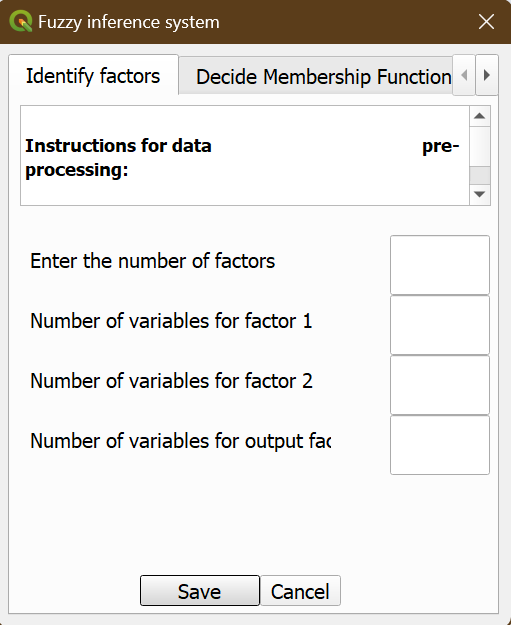 Fuzzy inference system
Identify factors Decide Membership Function
Instructions for data pre-
processing:
Enter the number of factors
Number of variables for factor 1
Number of variables for factor 2
Number of variables for output fac
Save Cancel